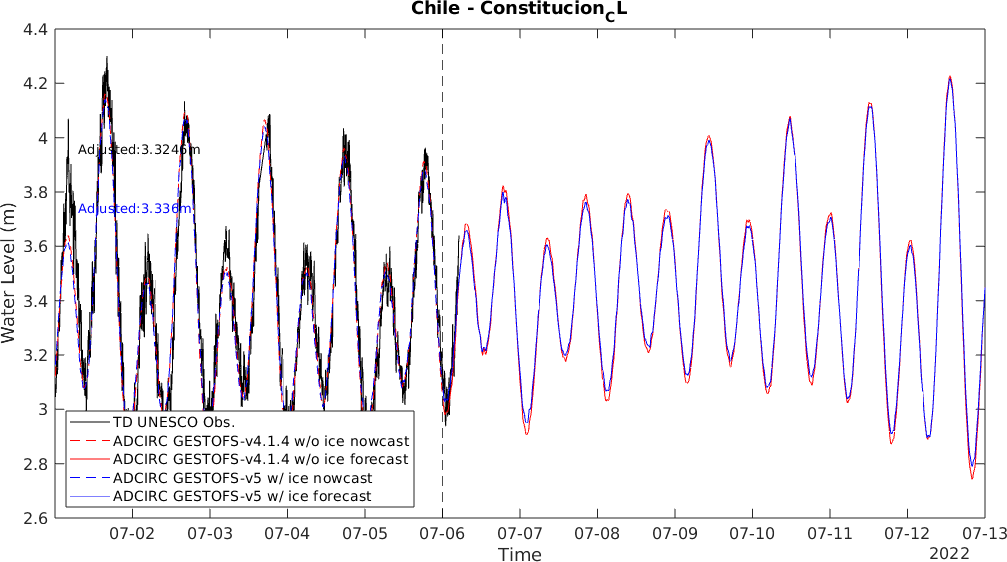 Chile - Constitucion_CL
4.4
4.2
4
3.8
3.6
3.4
3.2
3
2.8
2.6
Water Level (m)
Adjusted:3.3246m
Adjusted:3.336m
TD UNESCO Obs.
ADCIRC GESTOFS-v4.1.4 w/o ice nowcast
ADCIRC GESTOFS-v4.1.4 w/o ice forecast
ADCIRC GESTOFS-v5 w/ ice nowcast
ADCIRC GESTOFS-v5 w/ ice forecast
07-02 07-03 07-04 07-05 07-06 07-07 07-08 07-09 07-10 07-11 07-12 07-13
Time
2022